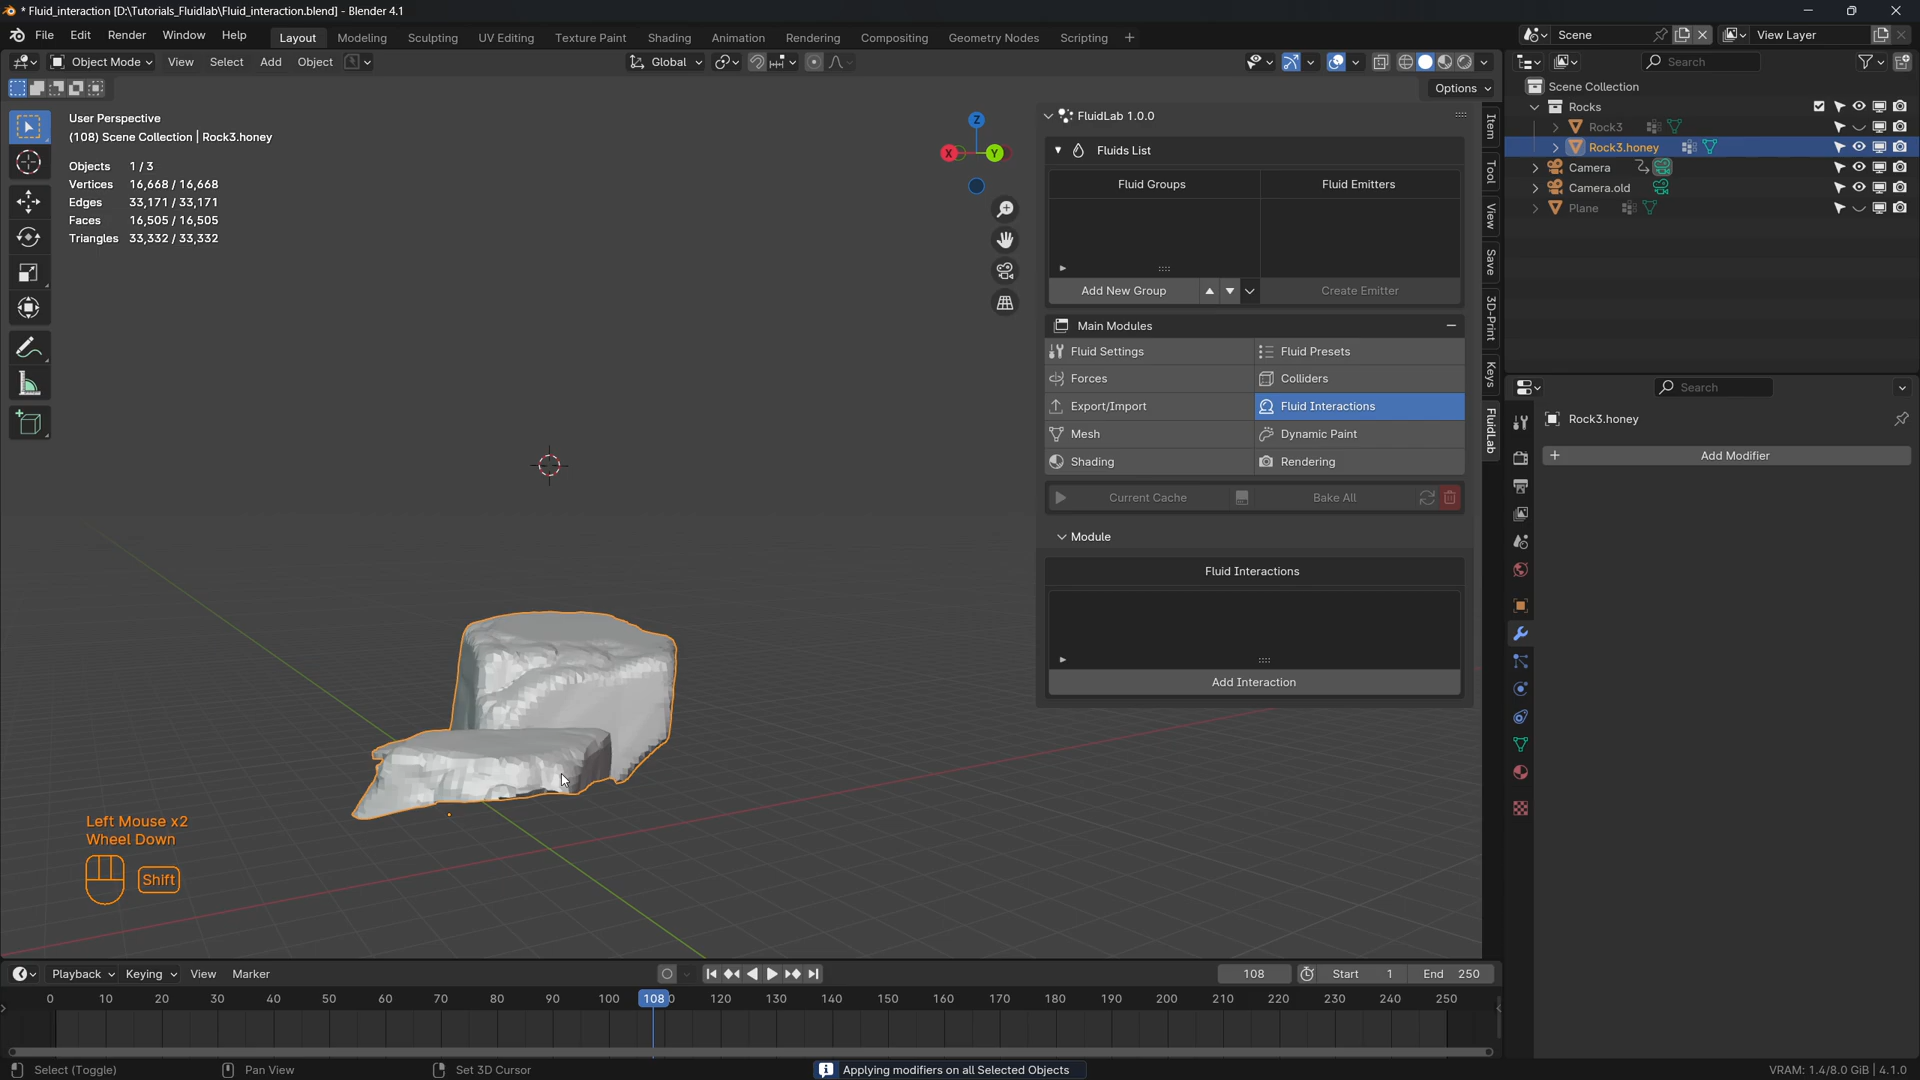 * Fluid_interaction [D:\Tutorials_Fluidlab\Fluid_interaction.blend] - Blender 4.1
File Edit Render Window Help Layout Modeling Sculpting UV Editing Texture Paint Shading Animation Rendering Compositing Geometry Nodes Scripting +
Scene View Layer
Object Mode View Select Add Object Global
Search
Options
User Perspective
(108) Scene Collection | Rock3.honey
Objects 1 / 3
Vertices 16,668 / 16,668
Edges 33,171 / 33,171
Faces 16,505 / 16,505
Triangles 33,332 / 33,332
Z
X Y
FluidLab 1.0.0
Fluids List
Fluid Groups Fluid Emitters
Add New Group Create Emitter
Main Modules
Fluid Settings Fluid Presets
Forces Colliders
Export/Import Fluid Interactions
Mesh Dynamic Paint
Shading Rendering
Current Cache Bake All
Module
Fluid Interactions
Add Interaction
Item
Tool
View
Save
3D-Print
Keys
FluidLab
Scene Collection
Rocks
Rock3
Rock3.honey
Camera
Camera.old
Plane
Search
Rock3.honey
+ Add Modifier
Left Mouse x2
Wheel Down
Shift
Playback Keying View Marker
108 Start 1 End 250
0 10 20 30 40 50 60 70 80 90 100 108 0 120 130 140 150 160 170 180 190 200 210 220 230 240 250
Select (Toggle) Pan View Set 3D Cursor Applying modifiers on all Selected Objects VRAM: 1.4/8.0 GiB | 4.1.0